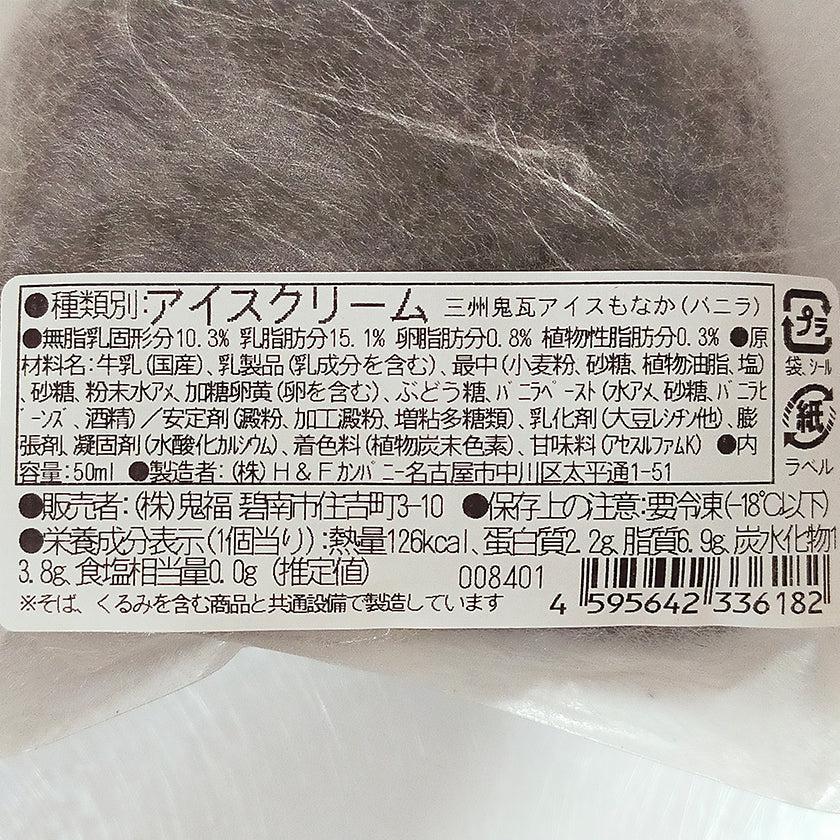 ●種類別:アイスクリーム 三州鬼瓦アイスもなか(バニラ)
●無脂乳固形分10.3% 乳脂肪分15.1% 卵脂肪分0.8% 植物性脂肪分0.3% ●原
材料名:牛乳(国産)、乳製品(乳成分を含む)、最中(小麦粉、砂糖、植物油脂、塩)
、砂糖、粉末水アメ、加糖卵黄(卵を含む)、ぶどう糖、バニラペースト(水アメ、砂糖、バニラビ
ーンズ、酒精)/安定剤(澱粉、加工澱粉、増粘多糖類)、乳化剤(大豆レシチン他)、膨
張剤、凝固剤(水酸化カルシウム)、着色料(植物炭末色素)、甘味料(アセスルファムK) ●内
容量:50ml ●製造者:(株)H&Fカンパニー名古屋市中川区太平通1-51
●販売者:(株)鬼福 碧南市住吉町3-10 ●保存上の注意:要冷凍(-18℃以下)
●栄養成分表示(1個当り):熱量126kcal、蛋白質2.2g、脂質6.9g、炭水化物1
3.8g、食塩相当量0.0g (推定値) 008401
※そば、くるみを含む商品と共通設備で製造しています 4 595642 336182
プラ
袋、シール
紙
ラベル